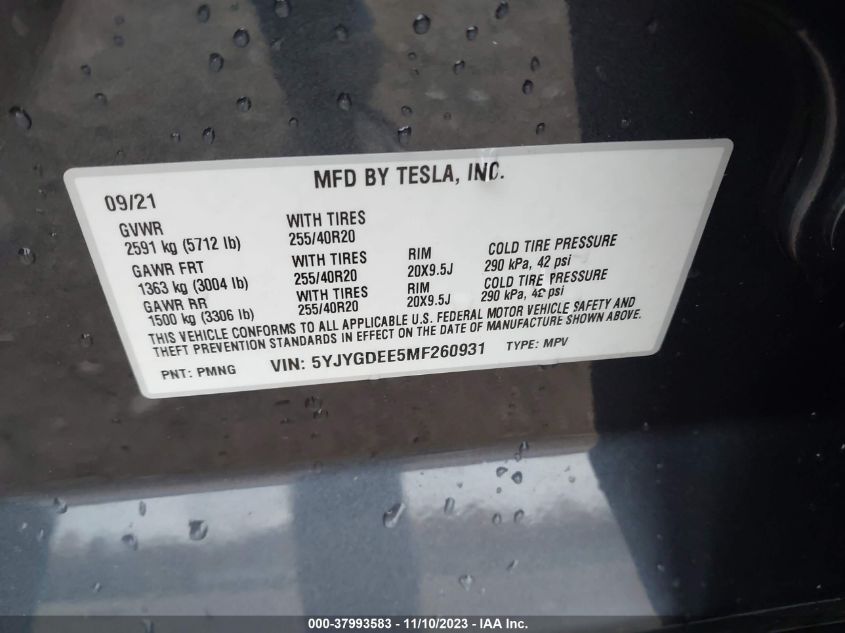 MFD BY TESLA, INC.
09/21
GVWR WITH TIRES
2591 kg (5712 lb) 255/40R20
GAWR FRT WITH TIRES RIM COLD TIRE PRESSURE
1363 kg (3004 lb) 255/40R20 20X9.5J 290 kPa, 42 psi
GAWR RR WITH TIRES RIM COLD TIRE PRESSURE
1500 kg (3306 lb) 255/40R20 20X9.5J 290 kPa, 42 psi
THIS VEHICLE CONFORMS TO ALL APPLICABLE U.S. FEDERAL MOTOR VEHICLE SAFETY AND
THEFT PREVENTION STANDARDS IN EFFECT ON THE DATE OF MANUFACTURE SHOWN ABOVE.
PNT: PMNG VIN: 5YJYGDEE5MF260931 TYPE: MPV
000-37993583 — 11/10/2023 — IAA Inc.